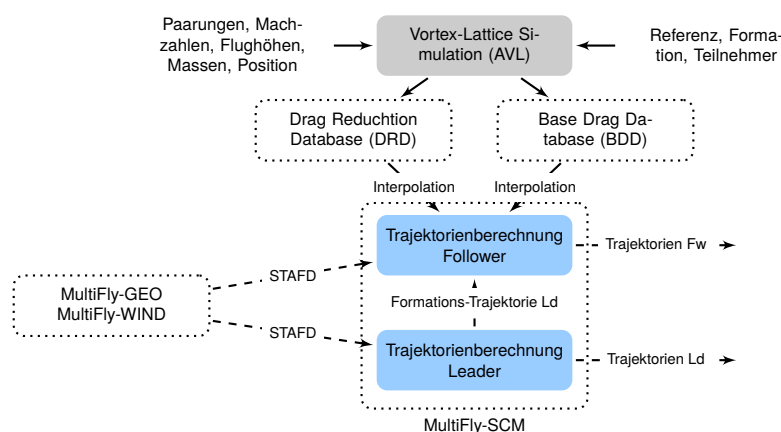 Paarungen, Mach-
zahlen, Flughöhen,
Massen, Position
Vortex-Lattice Si-
mulation (AVL)
Referenz, Forma-
tion, Teilnehmer
Drag Reduchtion
Database (DRD)
Base Drag Da-
tabase (BDD)
Interpolation
Interpolation
Trajektorienberechnung
Follower
Trajektorien Fw
STAFD
MultiFly-GEO
MultiFly-WIND
Formations-Trajektorie Ld
STAFD
Trajektorienberechnung
Leader
Trajektorien Ld
MultiFly-SCM